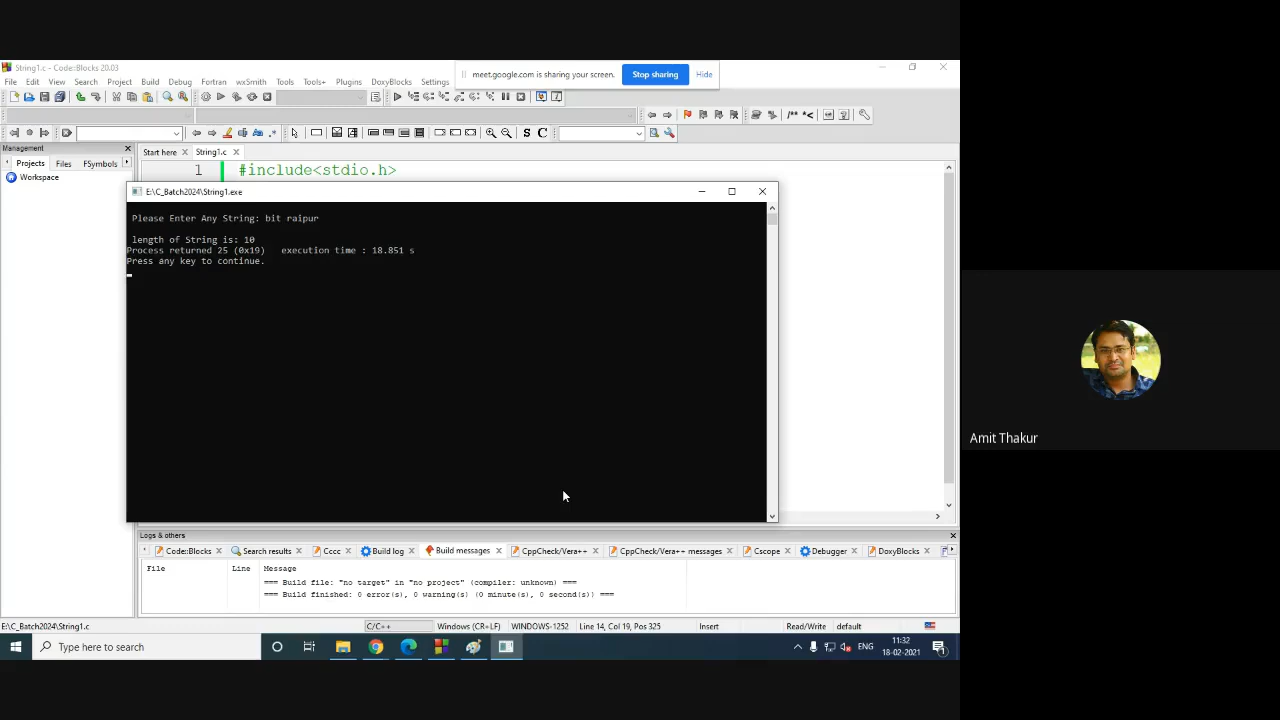 String1.c - Code::Blocks 20.03
meet.google.com is sharing your screen. Stop sharing Hide
File Edit View Search Project Build Debug Fortran wxSmith Tools Tools+ Plugins DoxyBlocks Settings
Management
Start here String1.c
Projects Files FSymbols
Workspace
1 #include<stdio.h>
E:\C_Batch2024\String1.exe
Please Enter Any String: bit raipur
length of String is: 10
Process returned 25 (0x19) execution time : 18.851 s
Press any key to continue.
Amit Thakur
Logs & others
Code::Blocks Search results Cccc Build log Build messages CppCheck/Vera++ CppCheck/Vera++ messages Cscope Debugger DoxyBlocks
File Line Message
=== Build file: "no target" in "no project" (compiler: unknown) ===
=== Build finished: 0 error(s), 0 warning(s) (0 minute(s), 0 second(s)) ===
E:\C_Batch2024\String1.c C/C++ Windows (CR+LF) WINDOWS-1252 Line 14, Col 19, Pos 325 Insert Read/Write default
Type here to search
ENG
11:32
18-02-2021